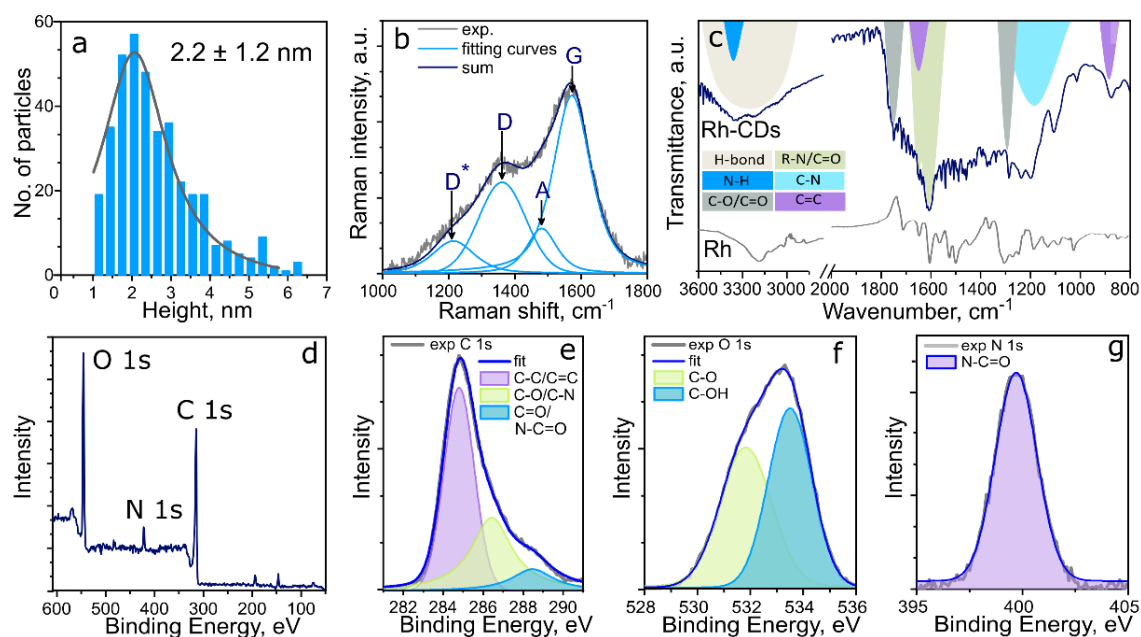 a
2.2 ± 1.2 nm
No. of particles
60
40
20
0
0 1 2 3 4 5 6 7
Height, nm
b
exp.
fitting curves
sum
G
D
D*
A
Raman intensity, a.u.
1000 1200 1400 1600 1800
Raman shift, cm-1
c
Transmittance, a.u.
Rh-CDs
H-bond R-N/C=O
N-H C-N
C-O/C=O C=C
Rh
3600 3300 3000 2000 1800 1600 1400 1200 1000 800
Wavenumber, cm-1
d
O 1s
C 1s
N 1s
Intensity
600 500 400 300 200 100
Binding Energy, eV
e
exp C 1s
fit
C-C/C=C
C-O/C-N
C=O/
N-C=O
Intensity
282 284 286 288 290
Binding Energy, eV
f
exp O 1s
fit
C-O
C-OH
Intensity
528 530 532 534 536
Binding Energy, eV
g
exp N 1s
N-C=O
Intensity
395 400 405
Binding Energy, eV